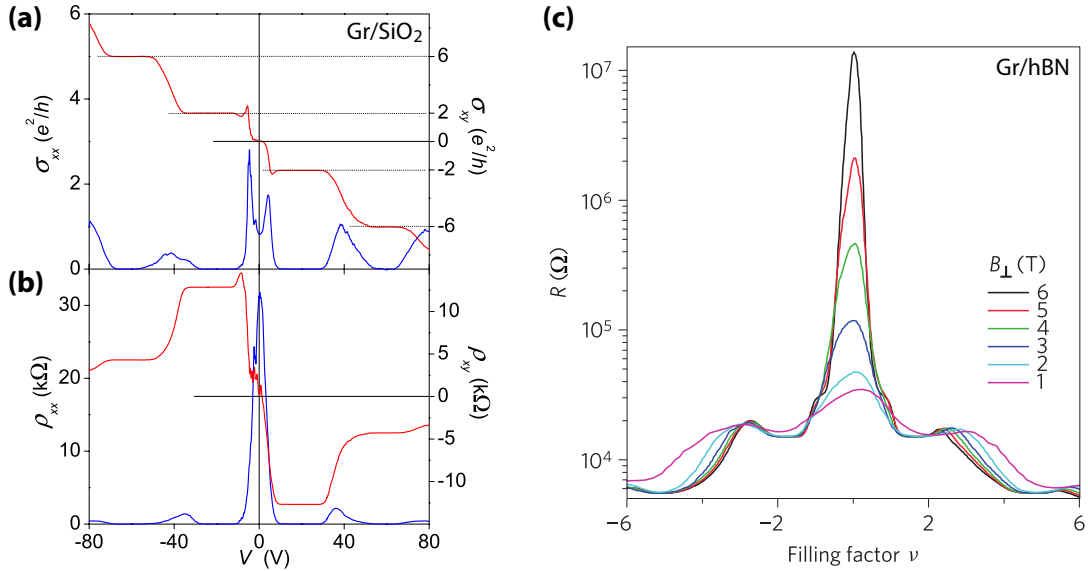 (a)
Gr/SiO₂
6
4
2
0
σxx (e²/h)
6
2
0
-2
-6
σxy (e²/h)
(b)
30
20
10
0
ρxx (kΩ)
10
5
0
-5
-10
ρxy (kΩ)
-80
-40
0
40
80
V (V)
(c)
Gr/hBN
10⁷
10⁶
10⁵
10⁴
R (Ω)
B⊥ (T)
6
5
4
3
2
1
−6
−2
2
6
Filling factor ν